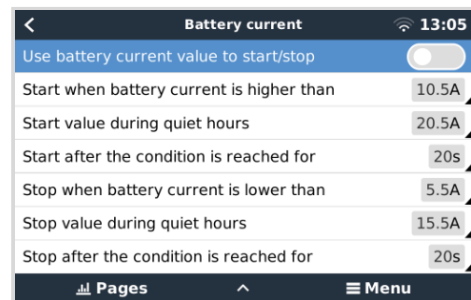 Battery current 13:05
Use battery current value to start/stop
Start when battery current is higher than 10.5A
Start value during quiet hours 20.5A
Start after the condition is reached for 20s
Stop when battery current is lower than 5.5A
Stop value during quiet hours 15.5A
Stop after the condition is reached for 20s
Pages Menu